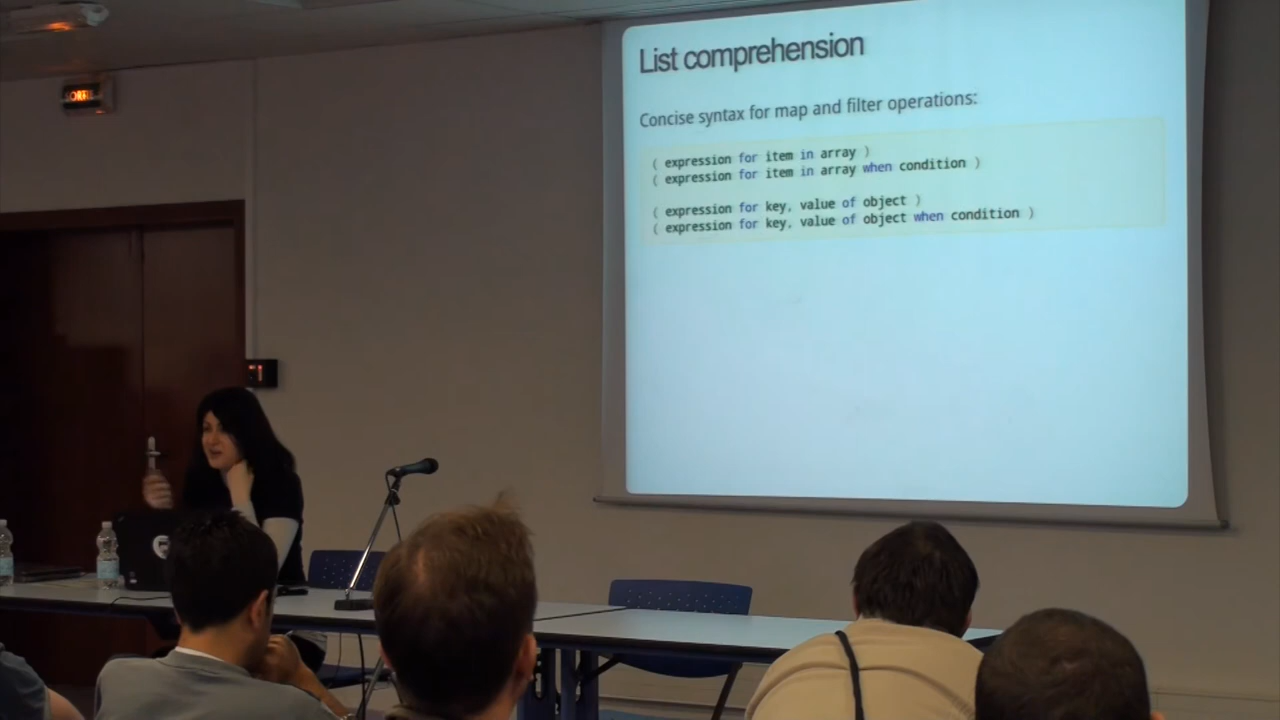 List comprehension
Concise syntax for map and filter operations:
( expression for item in array )
( expression for item in array when condition )
( expression for key, value of object )
( expression for key, value of object when condition )